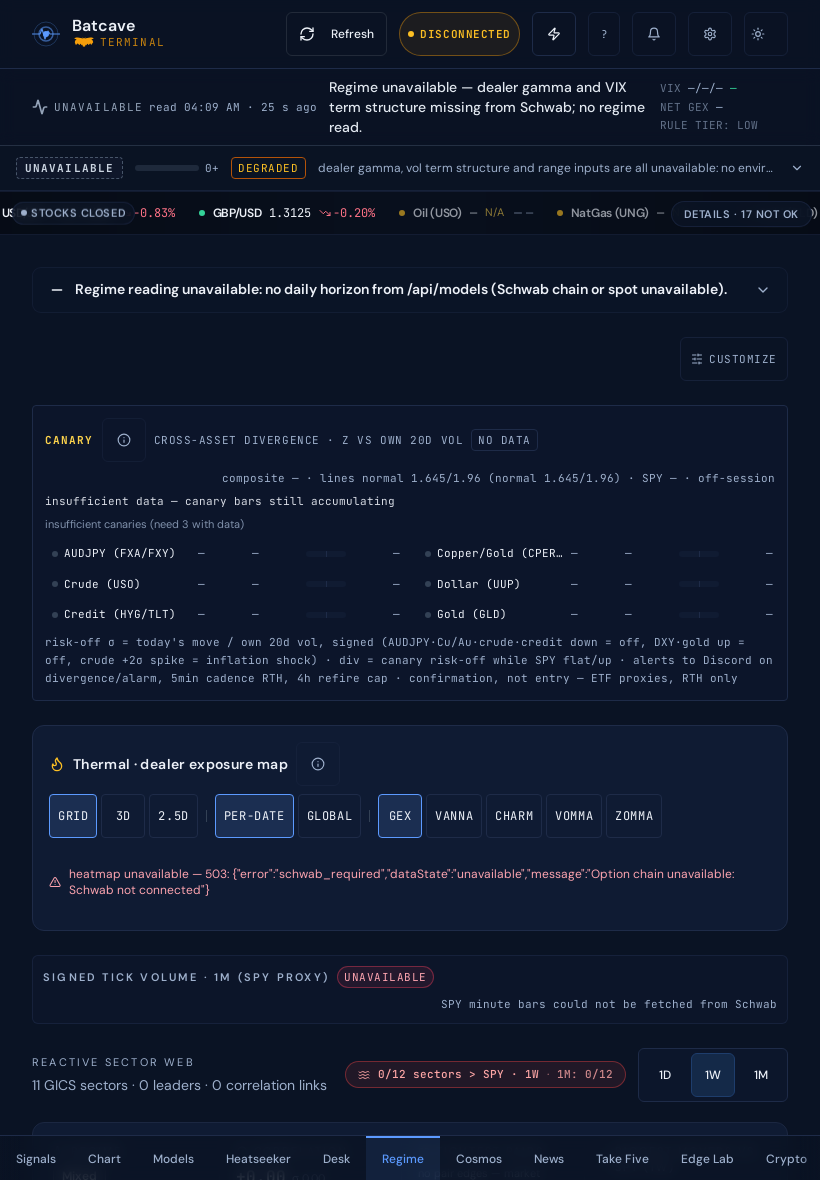 Batcave
TERMINAL
Refresh
DISCONNECTED
?
UNAVAILABLE read 04:09 AM · 25 s ago
Regime unavailable — dealer gamma and VIX
term structure missing from Schwab; no regime
read.
VIX —/—/— —
NET GEX —
RULE TIER: LOW
UNAVAILABLE 0+ DEGRADED dealer gamma, vol term structure and range inputs are all unavailable: no envir…
STOCKS CLOSED -0.83% GBP/USD 1.3125 -0.20% Oil (USO) — N/A — — NatGas (UNG) — DETAILS · 17 NOT OK
Regime reading unavailable: no daily horizon from /api/models (Schwab chain or spot unavailable).
CUSTOMIZE
CANARY CROSS-ASSET DIVERGENCE · Z VS OWN 20D VOL NO DATA
composite — · lines normal 1.645/1.96 (normal 1.645/1.96) · SPY — · off-session
insufficient data — canary bars still accumulating
insufficient canaries (need 3 with data)
AUDJPY (FXA/FXY) — — — Copper/Gold (CPER… — — —
Crude (USO) — — — Dollar (UUP) — — —
Credit (HYG/TLT) — — — Gold (GLD) — — —
risk-off σ = today's move / own 20d vol, signed (AUDJPY·Cu/Au·crude·credit down = off, DXY·gold up =
off, crude +2σ spike = inflation shock) · div = canary risk-off while SPY flat/up · alerts to Discord on
divergence/alarm, 5min cadence RTH, 4h refire cap · confirmation, not entry — ETF proxies, RTH only
Thermal · dealer exposure map
GRID 3D 2.5D PER-DATE GLOBAL GEX VANNA CHARM VOMMA ZOMMA
heatmap unavailable — 503: {"error":"schwab_required","dataState":"unavailable","message":"Option chain unavailable:
Schwab not connected"}
SIGNED TICK VOLUME · 1M (SPY PROXY) UNAVAILABLE
SPY minute bars could not be fetched from Schwab
REACTIVE SECTOR WEB
11 GICS sectors · 0 leaders · 0 correlation links
0/12 sectors > SPY · 1W · 1M: 0/12
1D 1W 1M
Signals Chart Models Heatseeker Desk Regime Cosmos News Take Five Edge Lab Crypto